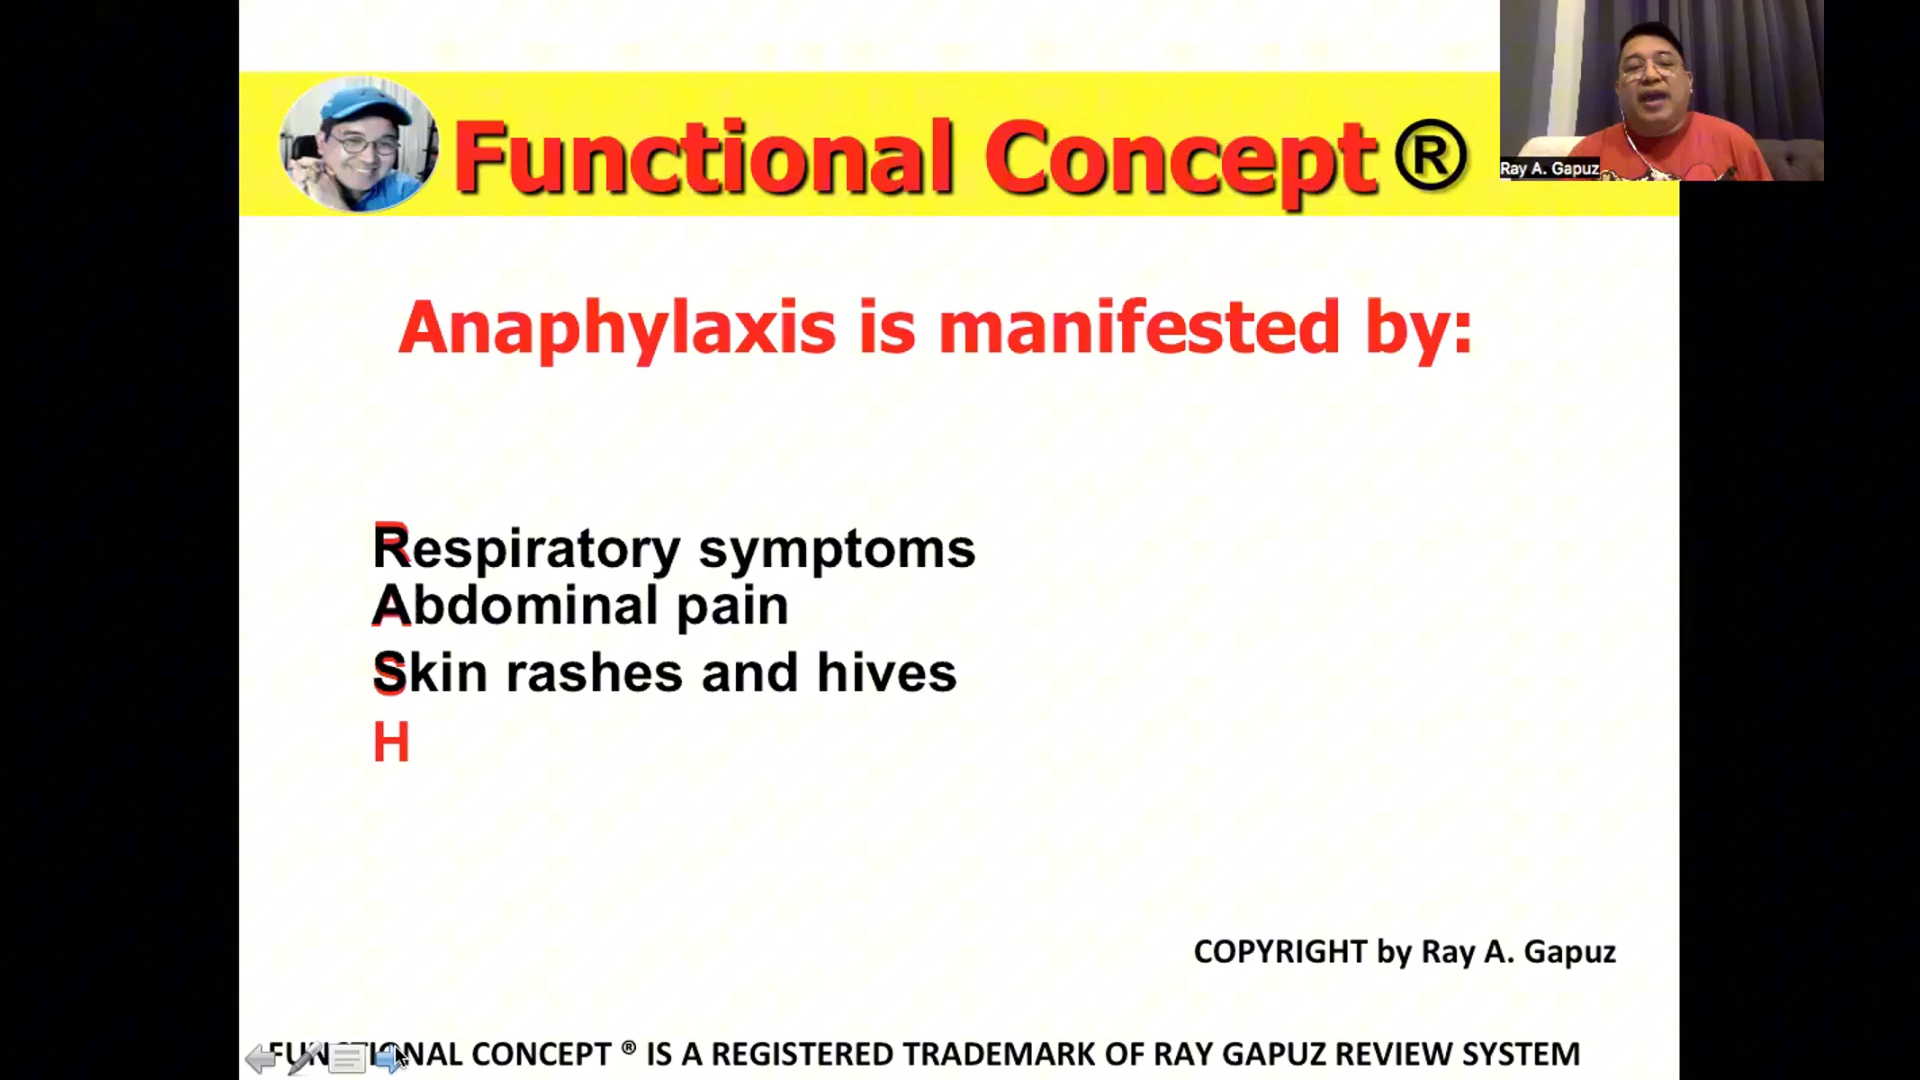 Functional Concept ®
Ray A. Gapuz
Anaphylaxis is manifested by:
Respiratory symptoms
Abdominal pain
Skin rashes and hives
H
COPYRIGHT by Ray A. Gapuz
FUNCTIONAL CONCEPT ® IS A REGISTERED TRADEMARK OF RAY GAPUZ REVIEW SYSTEM